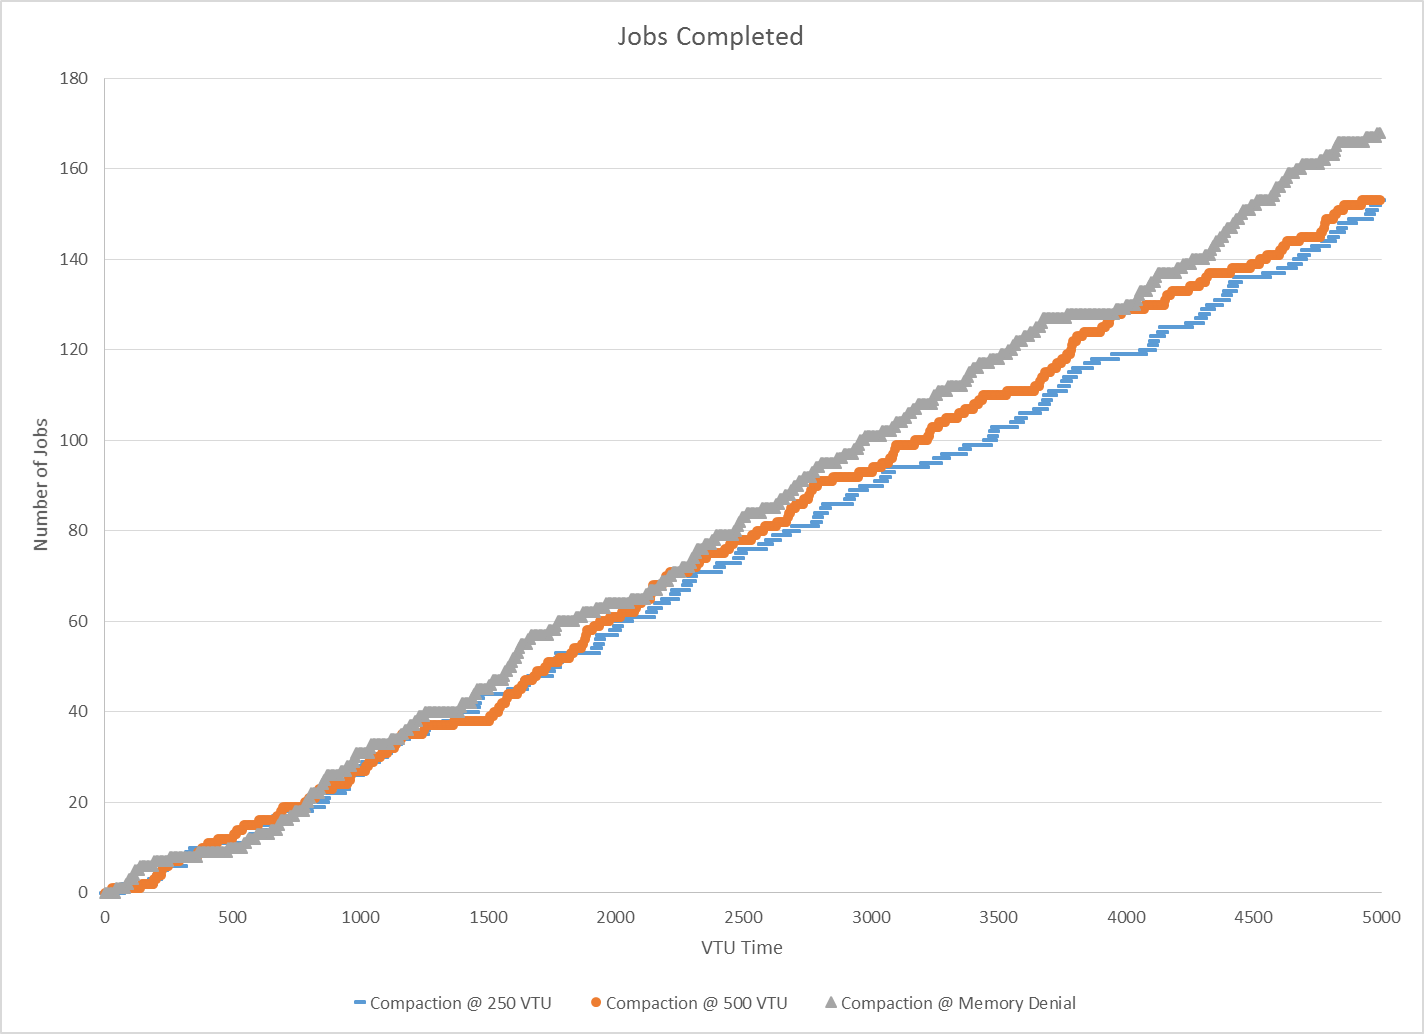 Jobs Completed
180
160
140
120
100
80
60
40
20
0
Number of Jobs
0 500 1000 1500 2000 2500 3000 3500 4000 4500 5000
VTU Time
Compaction @ 250 VTU Compaction @ 500 VTU Compaction @ Memory Denial